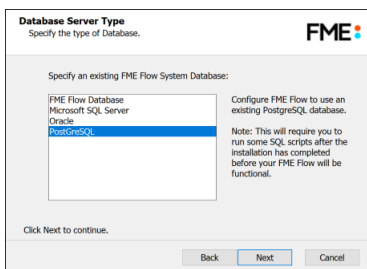 Database Server Type
Specify the type of Database.
FME
Specify an existing FME Flow System Database:
FME Flow Database
Microsoft SQL Server
Oracle
PostGreSQL
Configure FME Flow to use an
existing PostgreSQL database.
Note: This will require you to
run some SQL scripts after the
installation has completed
before your FME Flow will be
functional.
Click Next to continue.
Back
Next
Cancel